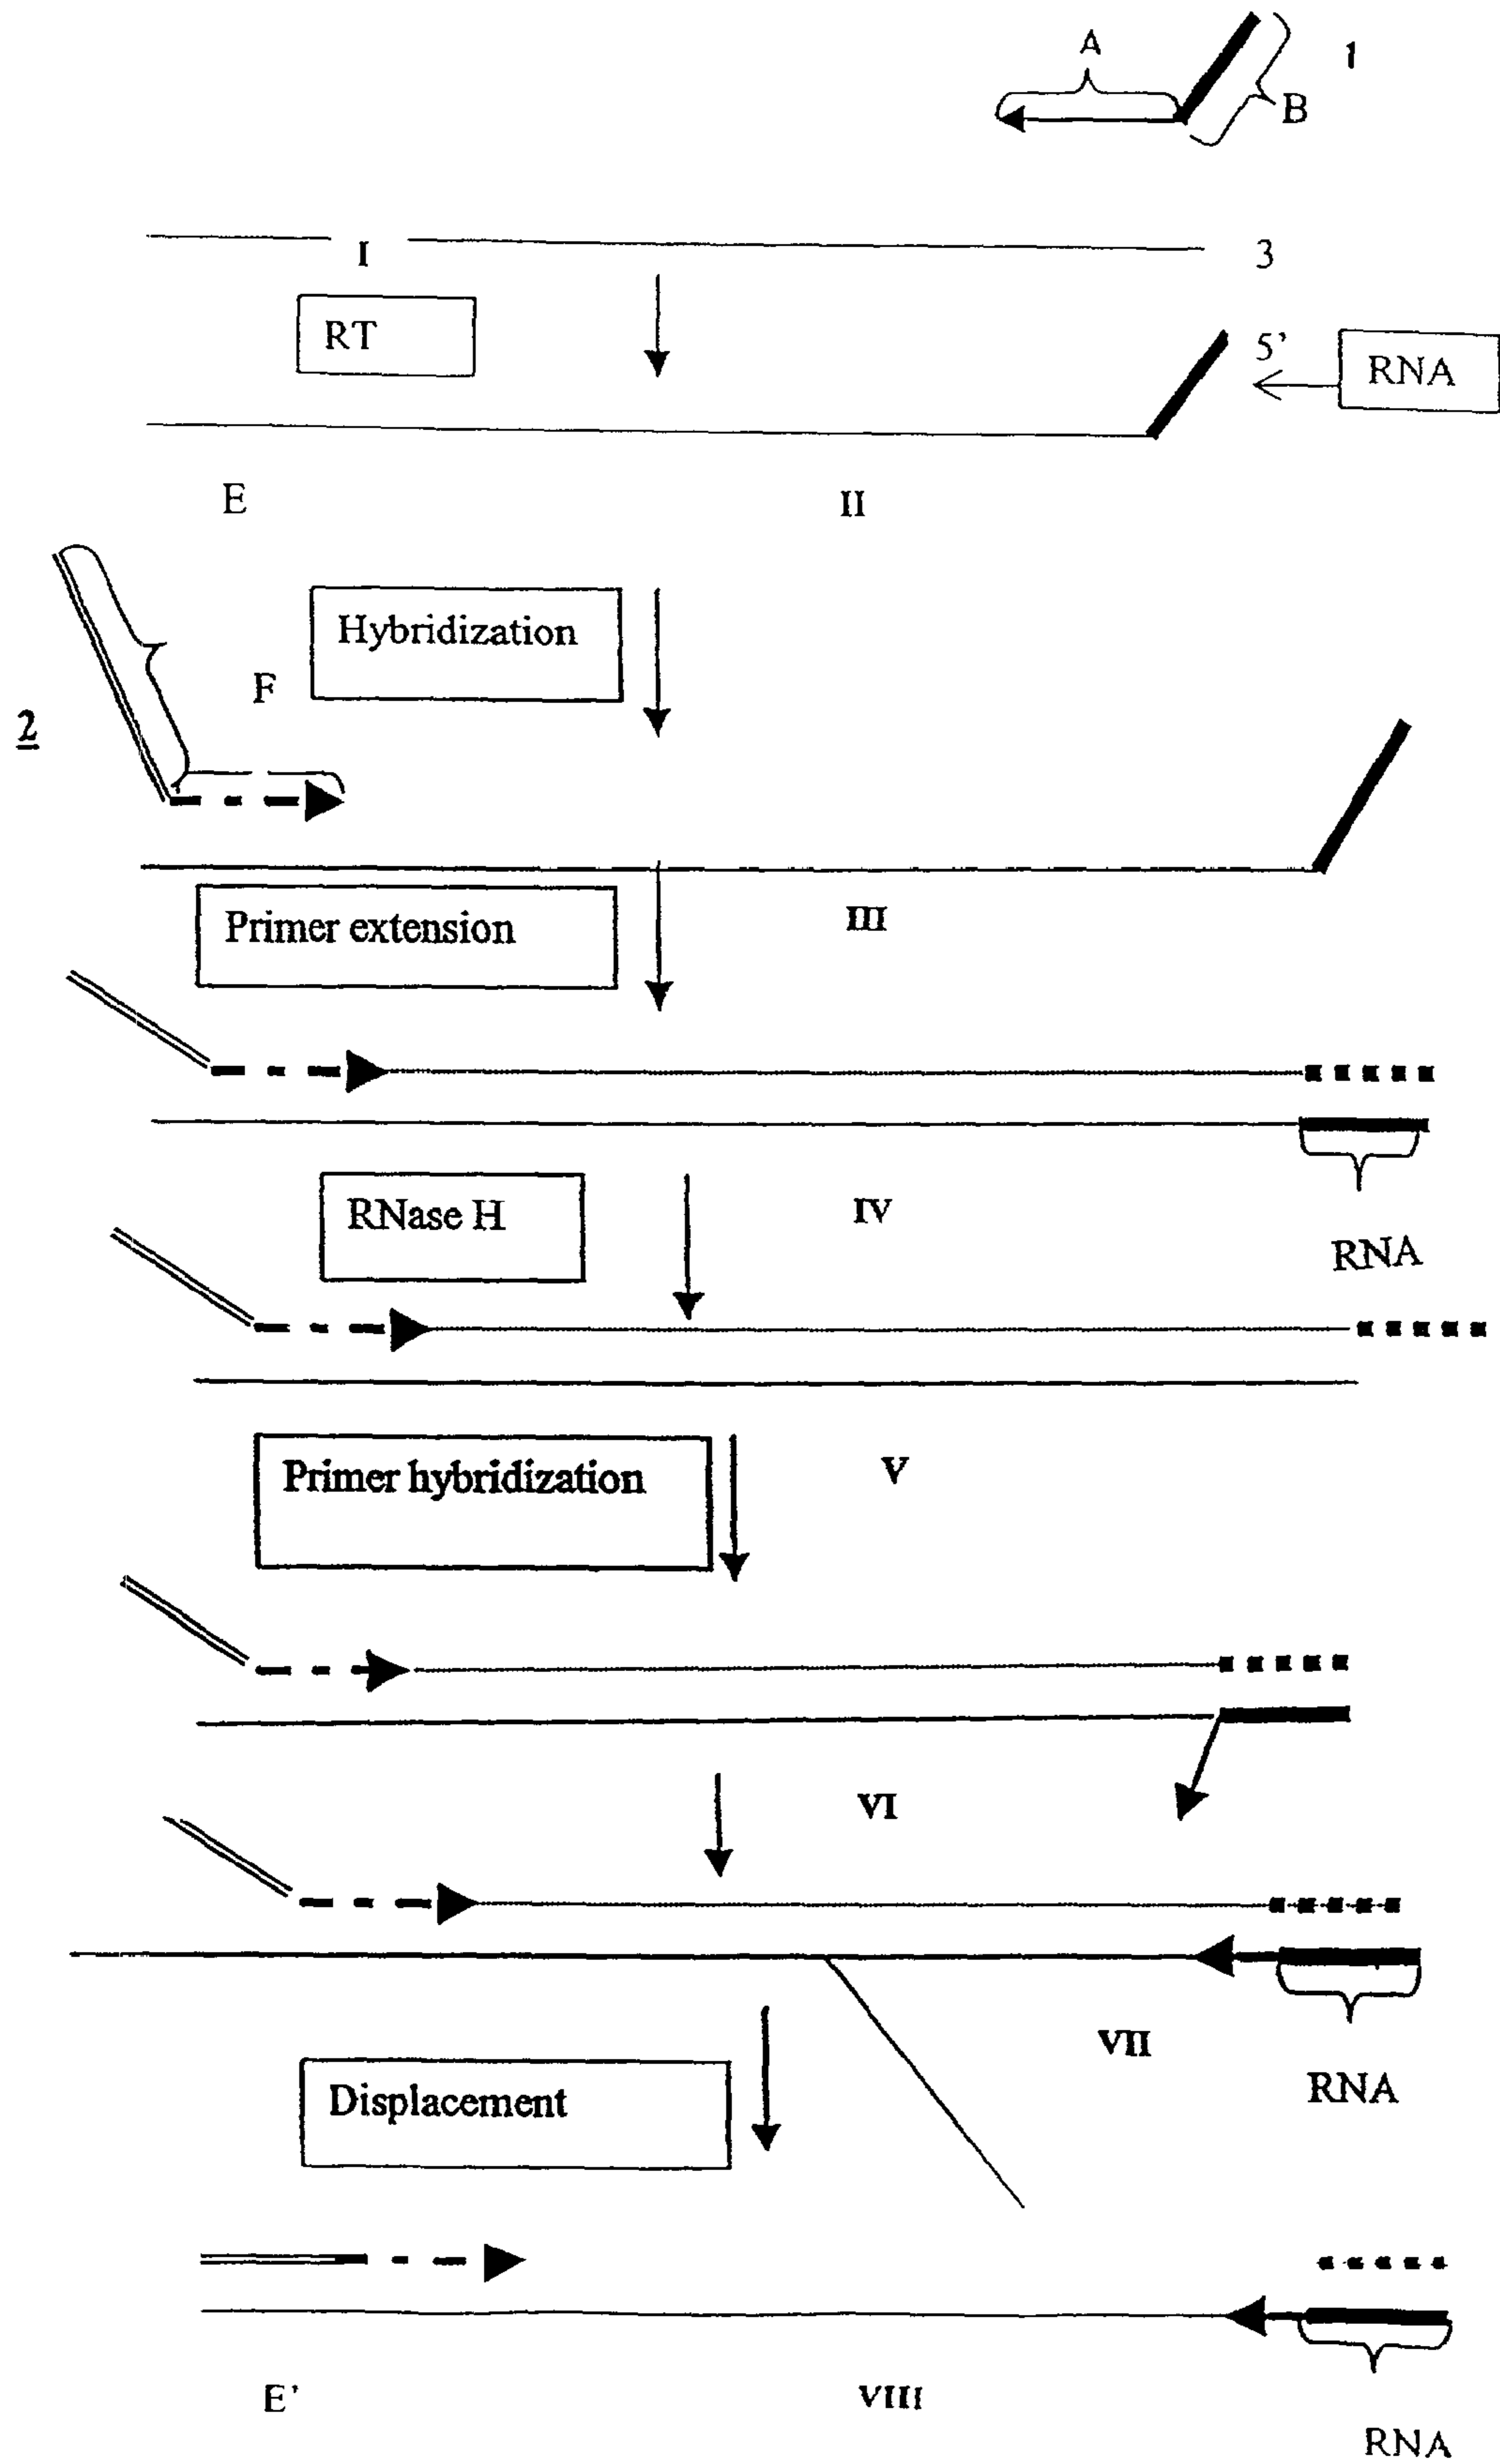 A
1
B
I
3
RT
5’
RNA
E
II
Hybridization
F
2
Primer extension
III
RNase H
IV
RNA
Primer hybridization
V
VI
VII
RNA
Displacement
E'
VIII
RNA